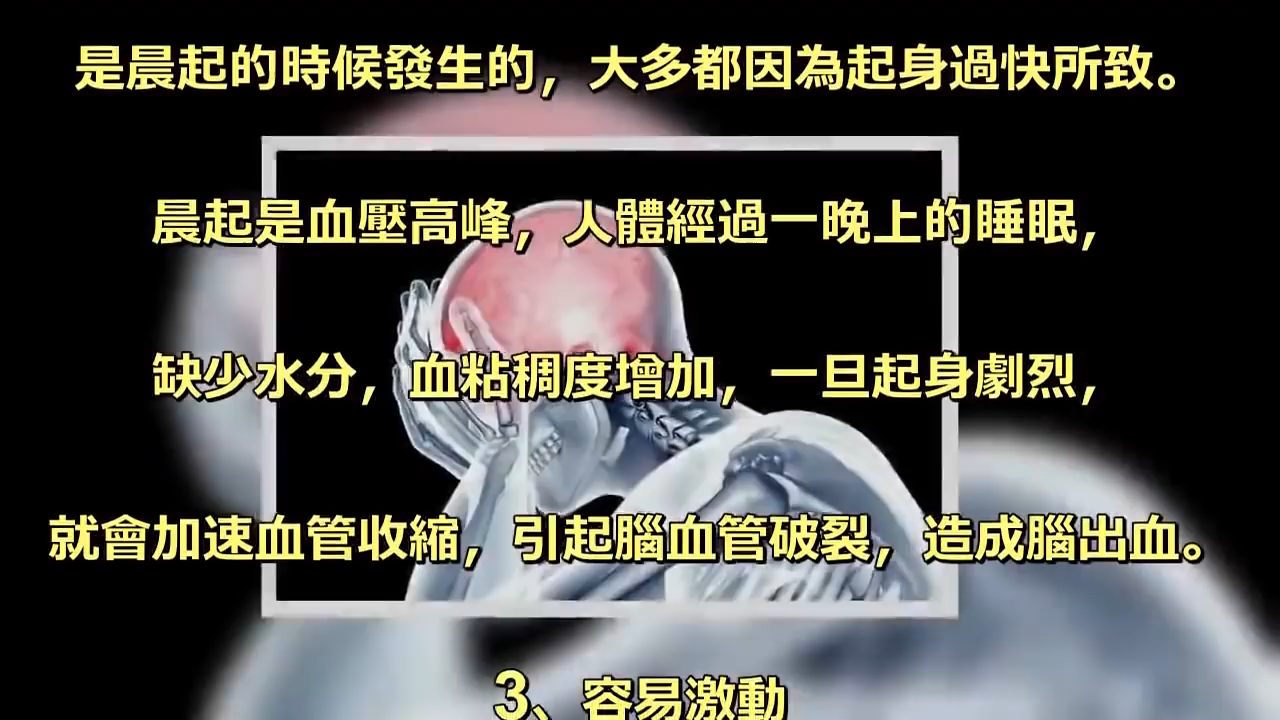 是晨起的時候發生的，大多都因為起身過快所致。
晨起是血壓高峰，人體經過一晚上的睡眠，
缺少水分，血粘稠度增加，一旦起身劇烈，
就會加速血管收縮，引起腦血管破裂，造成腦出血。
3、容易激動